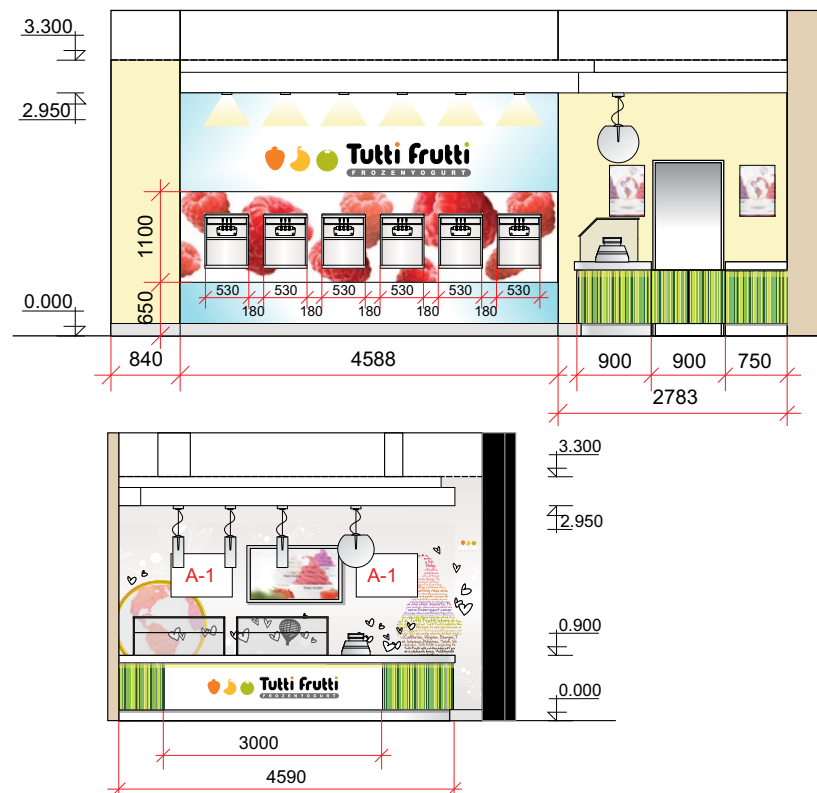 3.300
2.950
Tutti Frutti
FROZENYOGURT
1100
650
0.000
530 530 530 530 530 530
180 180 180 180 180
840 4588 900 900 750
2783
3.300
2.950
A-1 A-1
0.900
Tutti Frutti
FROZENYOGURT
0.000
3000
4590